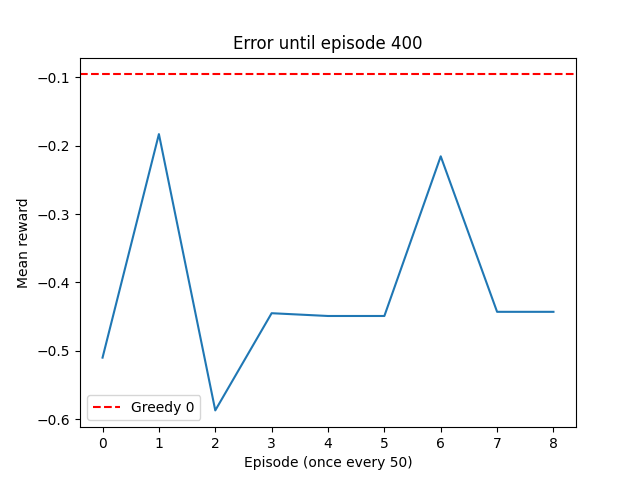 Error until episode 400
Mean reward
−0.1
−0.2
−0.3
−0.4
−0.5
−0.6
Greedy 0
0 1 2 3 4 5 6 7 8
Episode (once every 50)